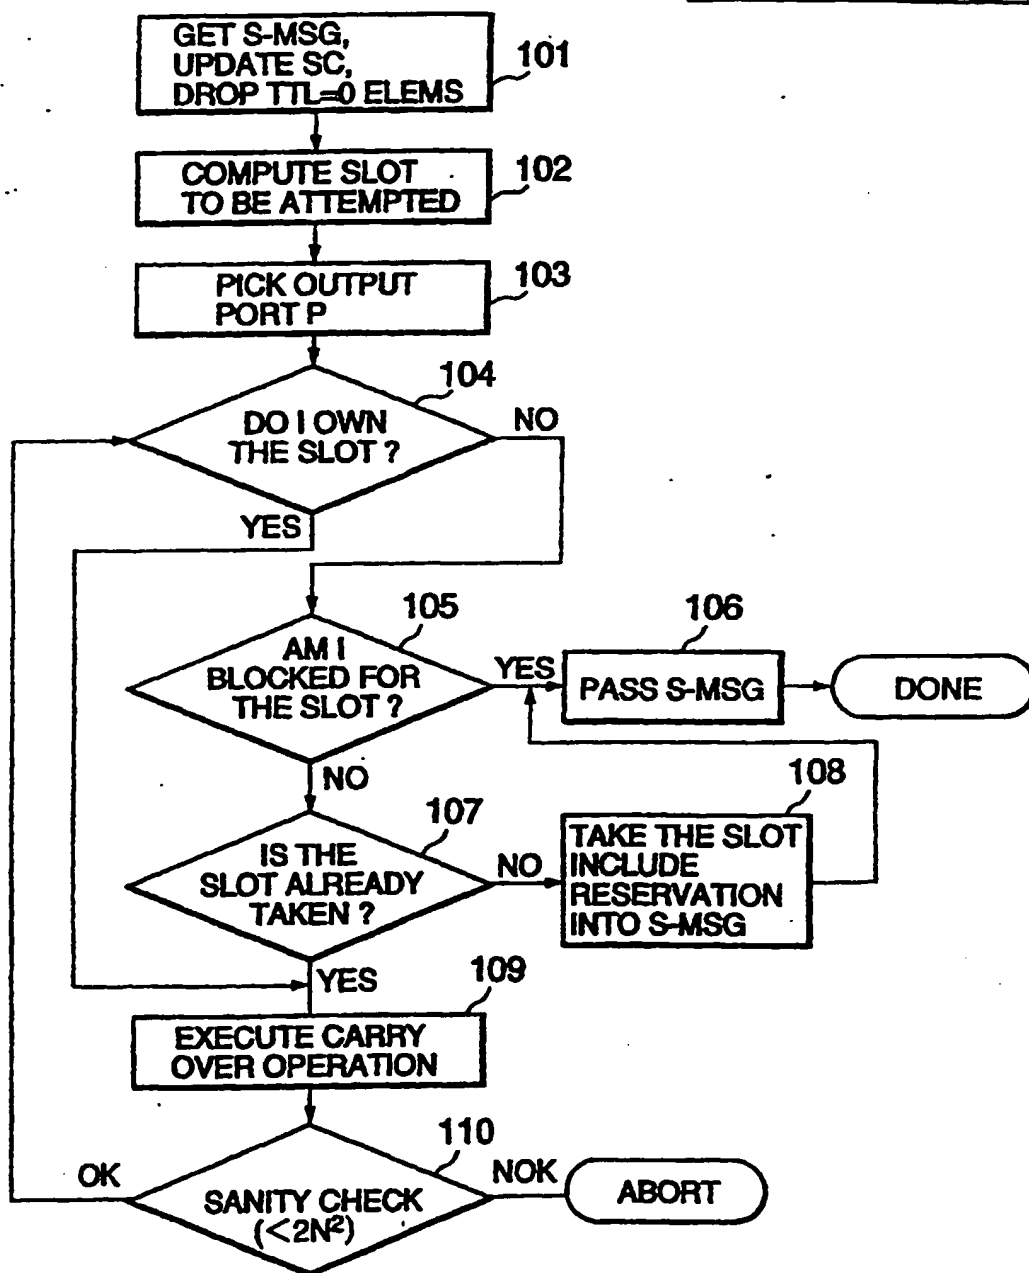 GET S-MSG,
UPDATE SC,
DROP TTL=0 ELEMS
101
COMPUTE SLOT
TO BE ATTEMPTED
102
PICK OUTPUT
PORT P
103
104
DO I OWN
THE SLOT ?
NO
YES
105
AM I
BLOCKED FOR
THE SLOT ?
YES
106
PASS S-MSG
DONE
NO
107
IS THE
SLOT ALREADY
TAKEN ?
NO
108
TAKE THE SLOT
INCLUDE
RESERVATION
INTO S-MSG
YES
109
EXECUTE CARRY
OVER OPERATION
110
OK
SANITY CHECK
(<2N²)
NOK
ABORT